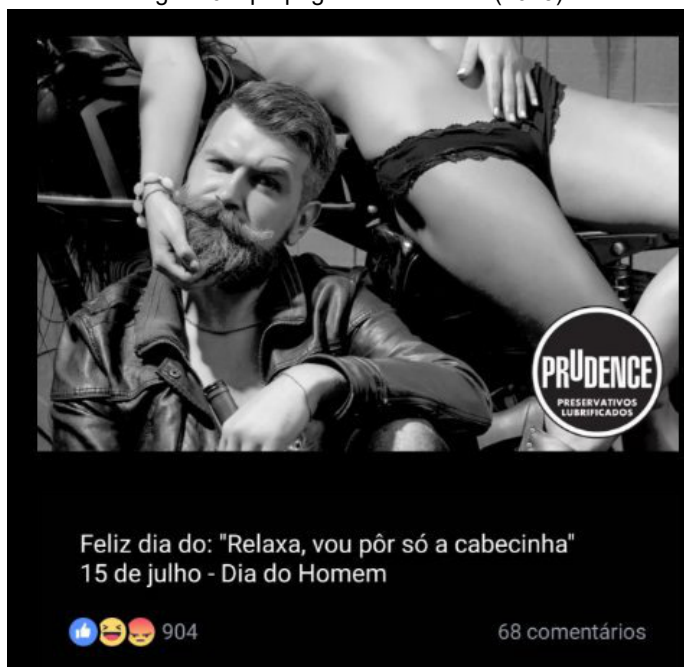 PRUDENCE
PRESERVATIVOS
LUBRIFICADOS
Feliz dia do: "Relaxa, vou pôr só a cabecinha"
15 de julho - Dia do Homem
904
68 comentários